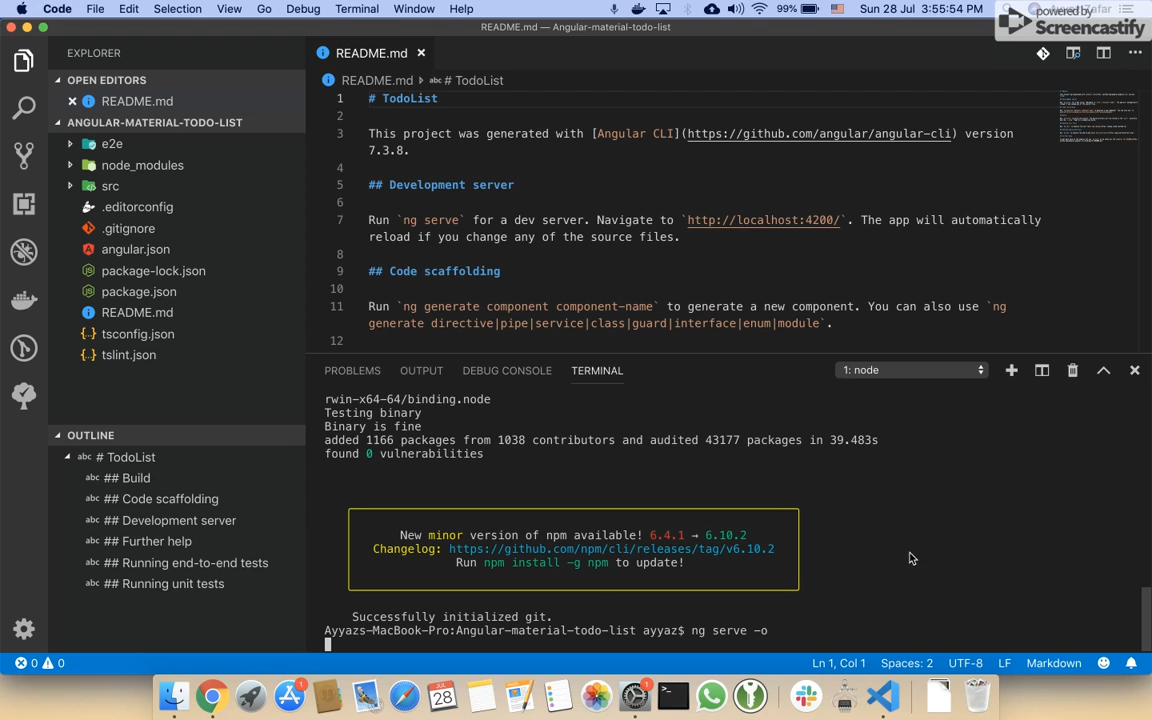 Code File Edit Selection View Go Debug Terminal Window Help 99% Sun 28 Jul 3:55:54 PM
README.md — Angular-material-todo-list
powered by
Screencastify
EXPLORER
OPEN EDITORS
README.md
ANGULAR-MATERIAL-TODO-LIST
e2e
node_modules
src
.editorconfig
.gitignore
angular.json
package-lock.json
package.json
README.md
tsconfig.json
tslint.json
OUTLINE
abc # TodoList
abc ## Build
abc ## Code scaffolding
abc ## Development server
abc ## Further help
abc ## Running end-to-end tests
abc ## Running unit tests
README.md
README.md abc # TodoList
1 # TodoList
2
3 This project was generated with [Angular CLI](https://github.com/angular/angular-cli) version
7.3.8.
4
5 ## Development server
6
7 Run `ng serve` for a dev server. Navigate to `http://localhost:4200/`. The app will automatically
reload if you change any of the source files.
8
9 ## Code scaffolding
10
11 Run `ng generate component component-name` to generate a new component. You can also use `ng
generate directive|pipe|service|class|guard|interface|enum|module`.
12
PROBLEMS OUTPUT DEBUG CONSOLE TERMINAL 1: node
rwin-x64-64/binding.node
Testing binary
Binary is fine
added 1166 packages from 1038 contributors and audited 43177 packages in 39.483s
found 0 vulnerabilities
New minor version of npm available! 6.4.1 → 6.10.2
Changelog: https://github.com/npm/cli/releases/tag/v6.10.2
Run npm install -g npm to update!
Successfully initialized git.
Ayyazs-MacBook-Pro:Angular-material-todo-list ayyaz$ ng serve -o
0 0 Ln 1, Col 1 Spaces: 2 UTF-8 LF Markdown